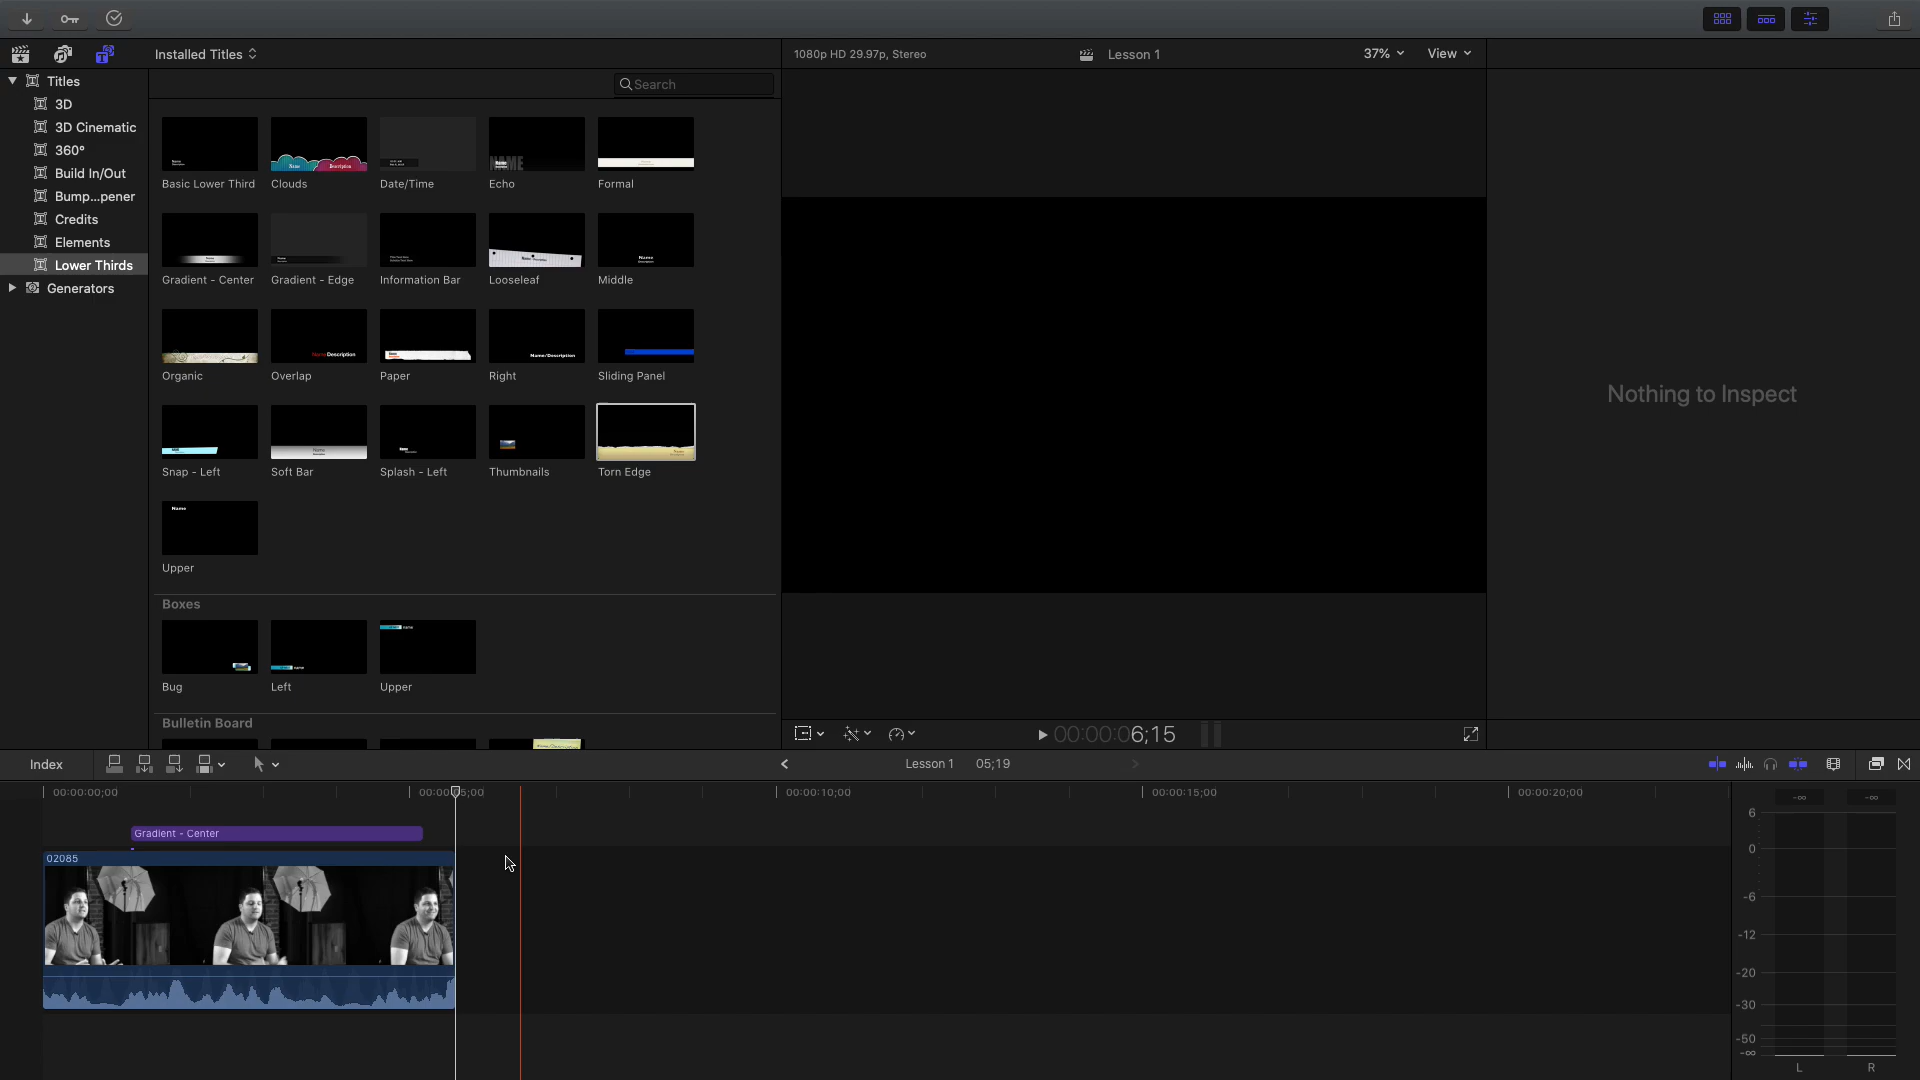 Installed Titles
1080p HD 29.97p, Stereo
Lesson 1
37%
View
Titles
3D
3D Cinematic
360°
Build In/Out
Bump...pener
Credits
Elements
Lower Thirds
Generators
Search
Basic Lower Third
Clouds
Date/Time
Echo
Formal
Gradient - Center
Gradient - Edge
Information Bar
Looseleaf
Middle
Organic
Overlap
Paper
Right
Sliding Panel
Snap - Left
Soft Bar
Splash - Left
Thumbnails
Torn Edge
Upper
Boxes
Bug
Left
Upper
Bulletin Board
Nothing to Inspect
00:00:06;15
Index
Lesson 1
05;19
00:00:00;00
00:00:05;00
00:00:10;00
00:00:15;00
00:00:20;00
Gradient - Center
02085
-∞
-∞
6
0
-6
-12
-20
-30
-50
-∞
L
R